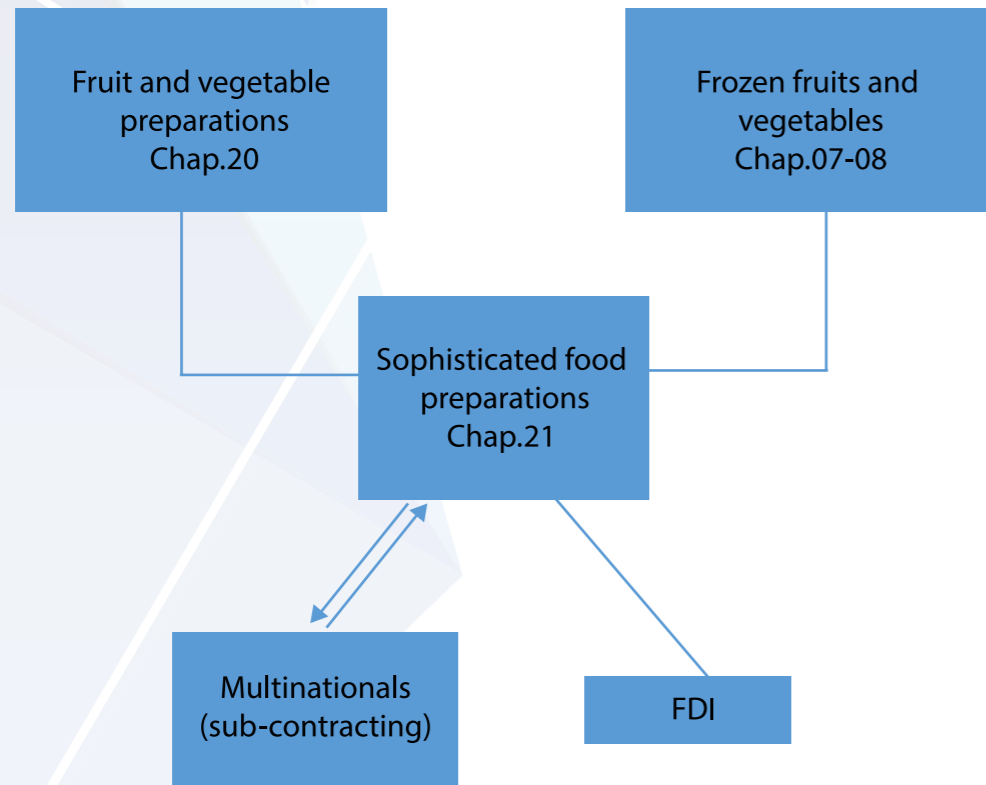 Fruit and vegetable
preparations
Chap.20
Frozen fruits and
vegetables
Chap.07-08
Sophisticated food
preparations
Chap.21
Multinationals
(sub-contracting)
FDI